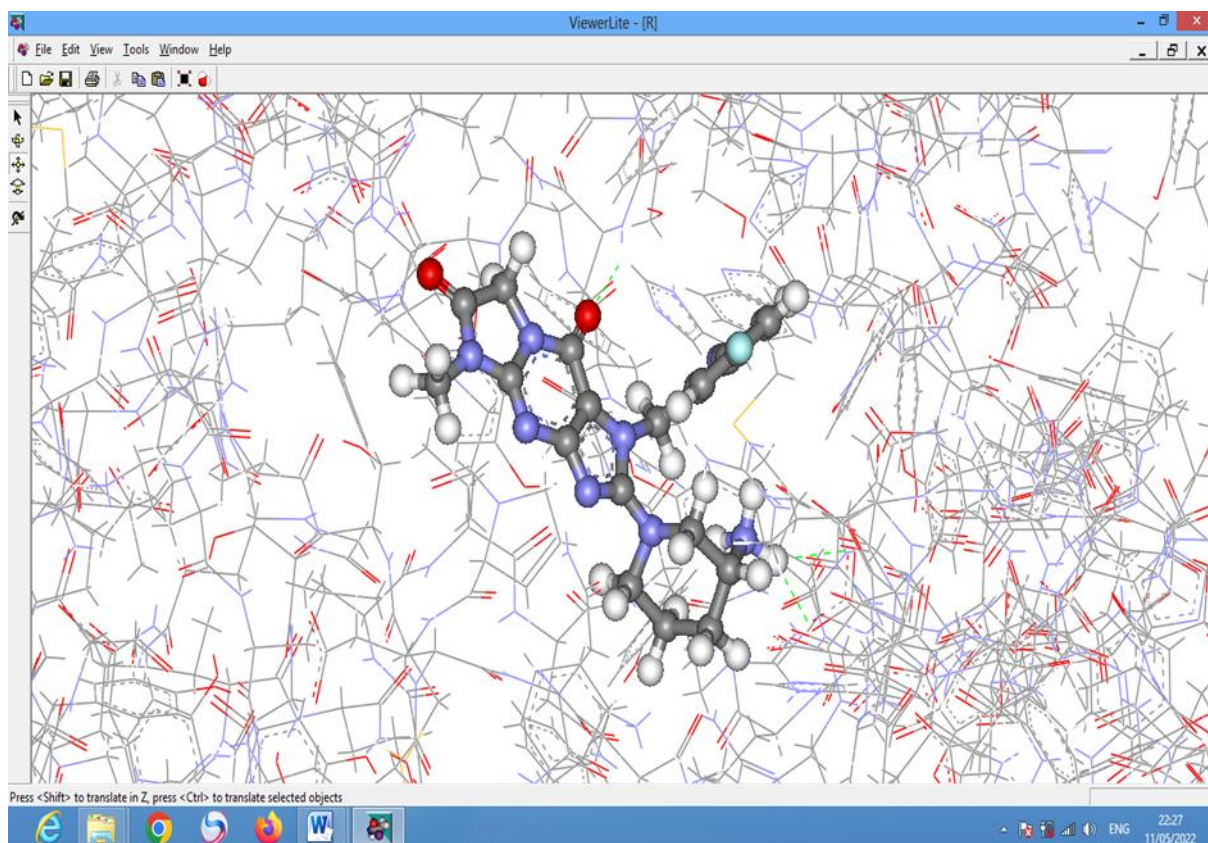 ViewerLite - [R]
File Edit View Tools Window Help
Press <Shift> to translate in Z, press <Ctrl> to translate selected objects
ENG
22:27
11/05/2022